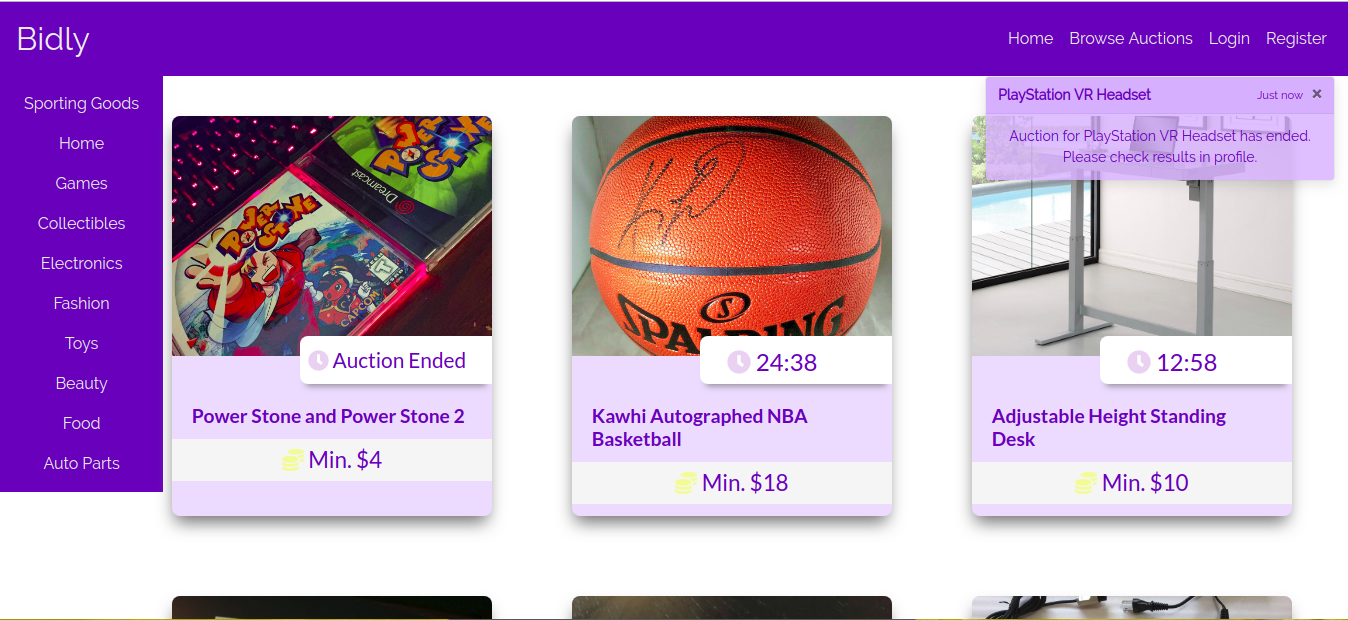 Bidly
Home Browse Auctions Login Register
Sporting Goods
Home
Games
Collectibles
Electronics
Fashion
Toys
Beauty
Food
Auto Parts
PlayStation VR Headset Just now ×
Auction for PlayStation VR Headset has ended.
Please check results in profile.
POWER STONE
Dreamcast
POWER STONE
CAPCOM
Auction Ended
Power Stone and Power Stone 2
Min. $4
S
SPALDING
24:38
Kawhi Autographed NBA
Basketball
Min. $18
12:58
Adjustable Height Standing
Desk
Min. $10